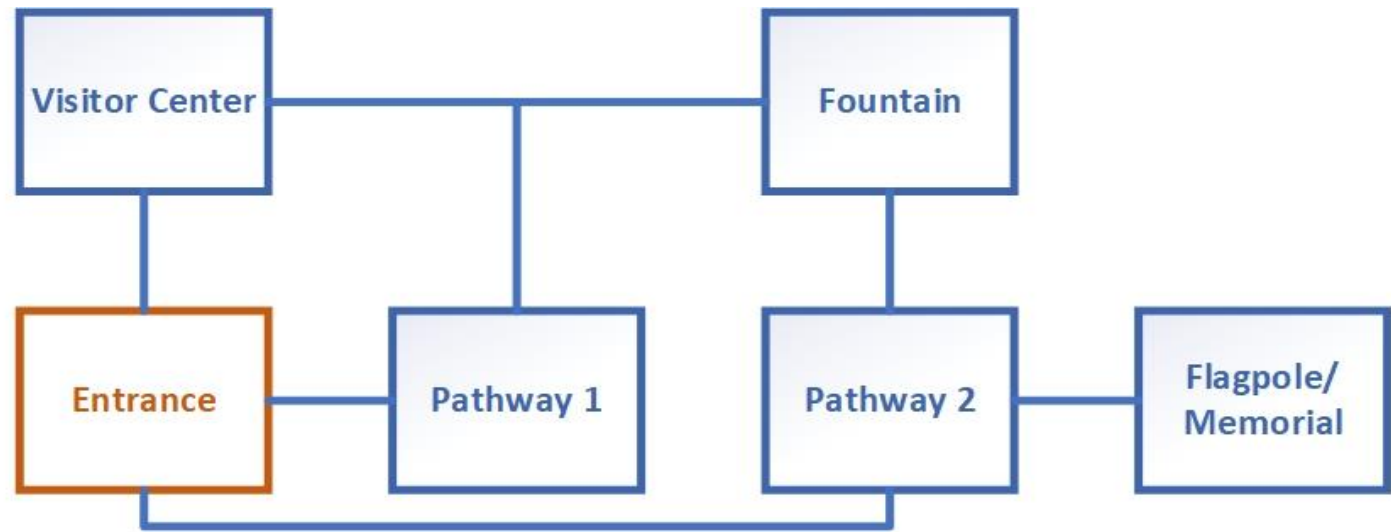 Visitor Center
Fountain
Entrance
Pathway 1
Pathway 2
Flagpole/
Memorial